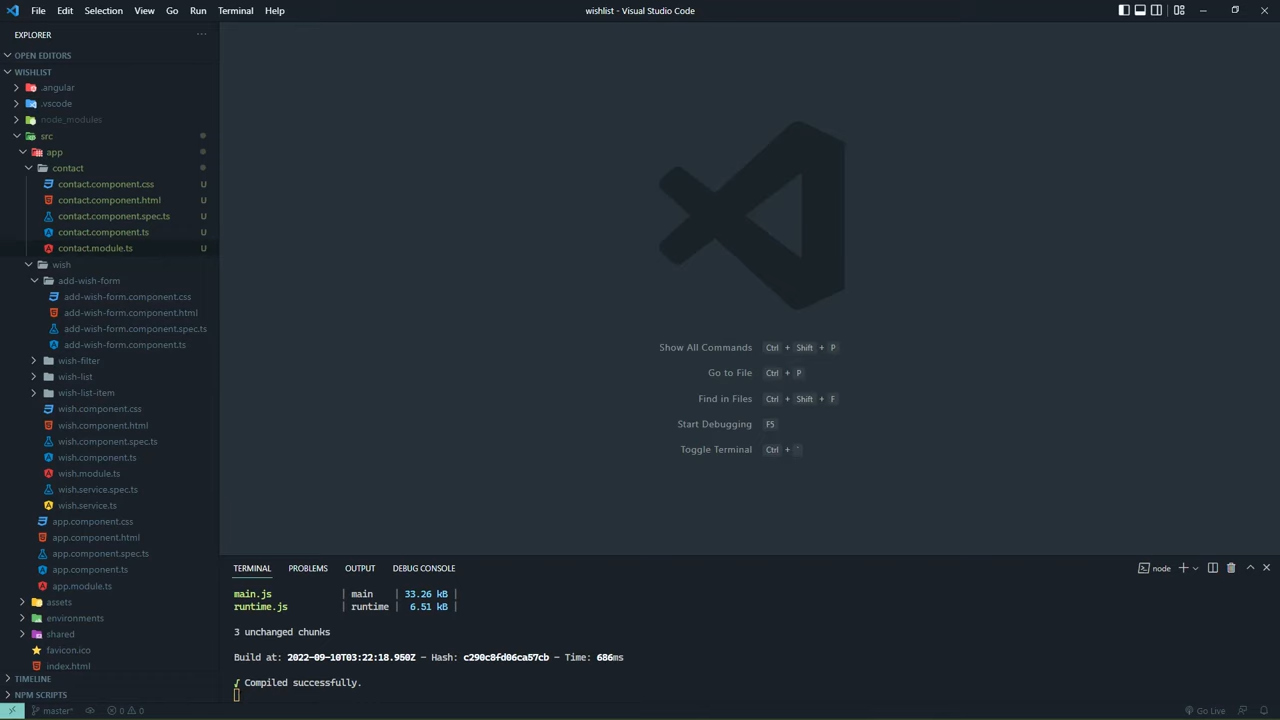 File Edit Selection View Go Run Terminal Help
wishlist - Visual Studio Code
EXPLORER
OPEN EDITORS
WISHLIST
.angular
.vscode
node_modules
src
app
contact
contact.component.css U
contact.component.html U
contact.component.spec.ts U
contact.component.ts U
contact.module.ts U
wish
add-wish-form
add-wish-form.component.css
add-wish-form.component.html
add-wish-form.component.spec.ts
add-wish-form.component.ts
wish-filter
wish-list
wish-list-item
wish.component.css
wish.component.html
wish.component.spec.ts
wish.component.ts
wish.module.ts
wish.service.spec.ts
wish.service.ts
app.component.css
app.component.html
app.component.spec.ts
app.component.ts
app.module.ts
assets
environments
shared
favicon.ico
index.html
TIMELINE
NPM SCRIPTS
Show All Commands Ctrl + Shift + P
Go to File Ctrl + P
Find in Files Ctrl + Shift + F
Start Debugging F5
Toggle Terminal Ctrl + `
TERMINAL PROBLEMS OUTPUT DEBUG CONSOLE
node
main.js | main | 33.26 kB |
runtime.js | runtime | 6.51 kB |
3 unchanged chunks
Build at: 2022-09-10T03:22:18.950Z - Hash: c290c8fd06ca57cb - Time: 686ms
√ Compiled successfully.
master* 0 0
Go Live